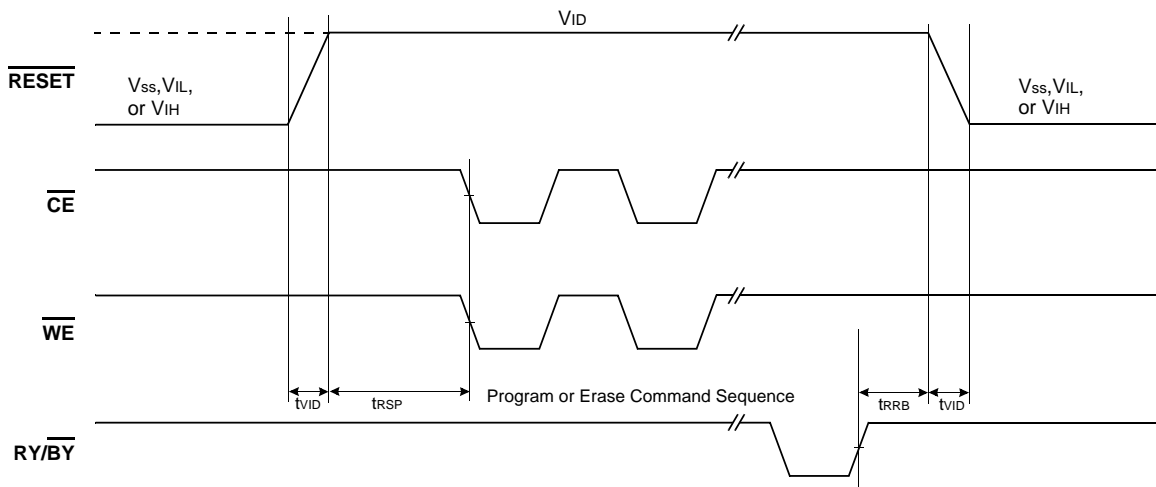 VID
RESET
Vss,VIL,
or VIH
Vss,VIL,
or VIH
CE
WE
tVID
tRSP
Program or Erase Command Sequence
tRRB
tVID
RY/BY